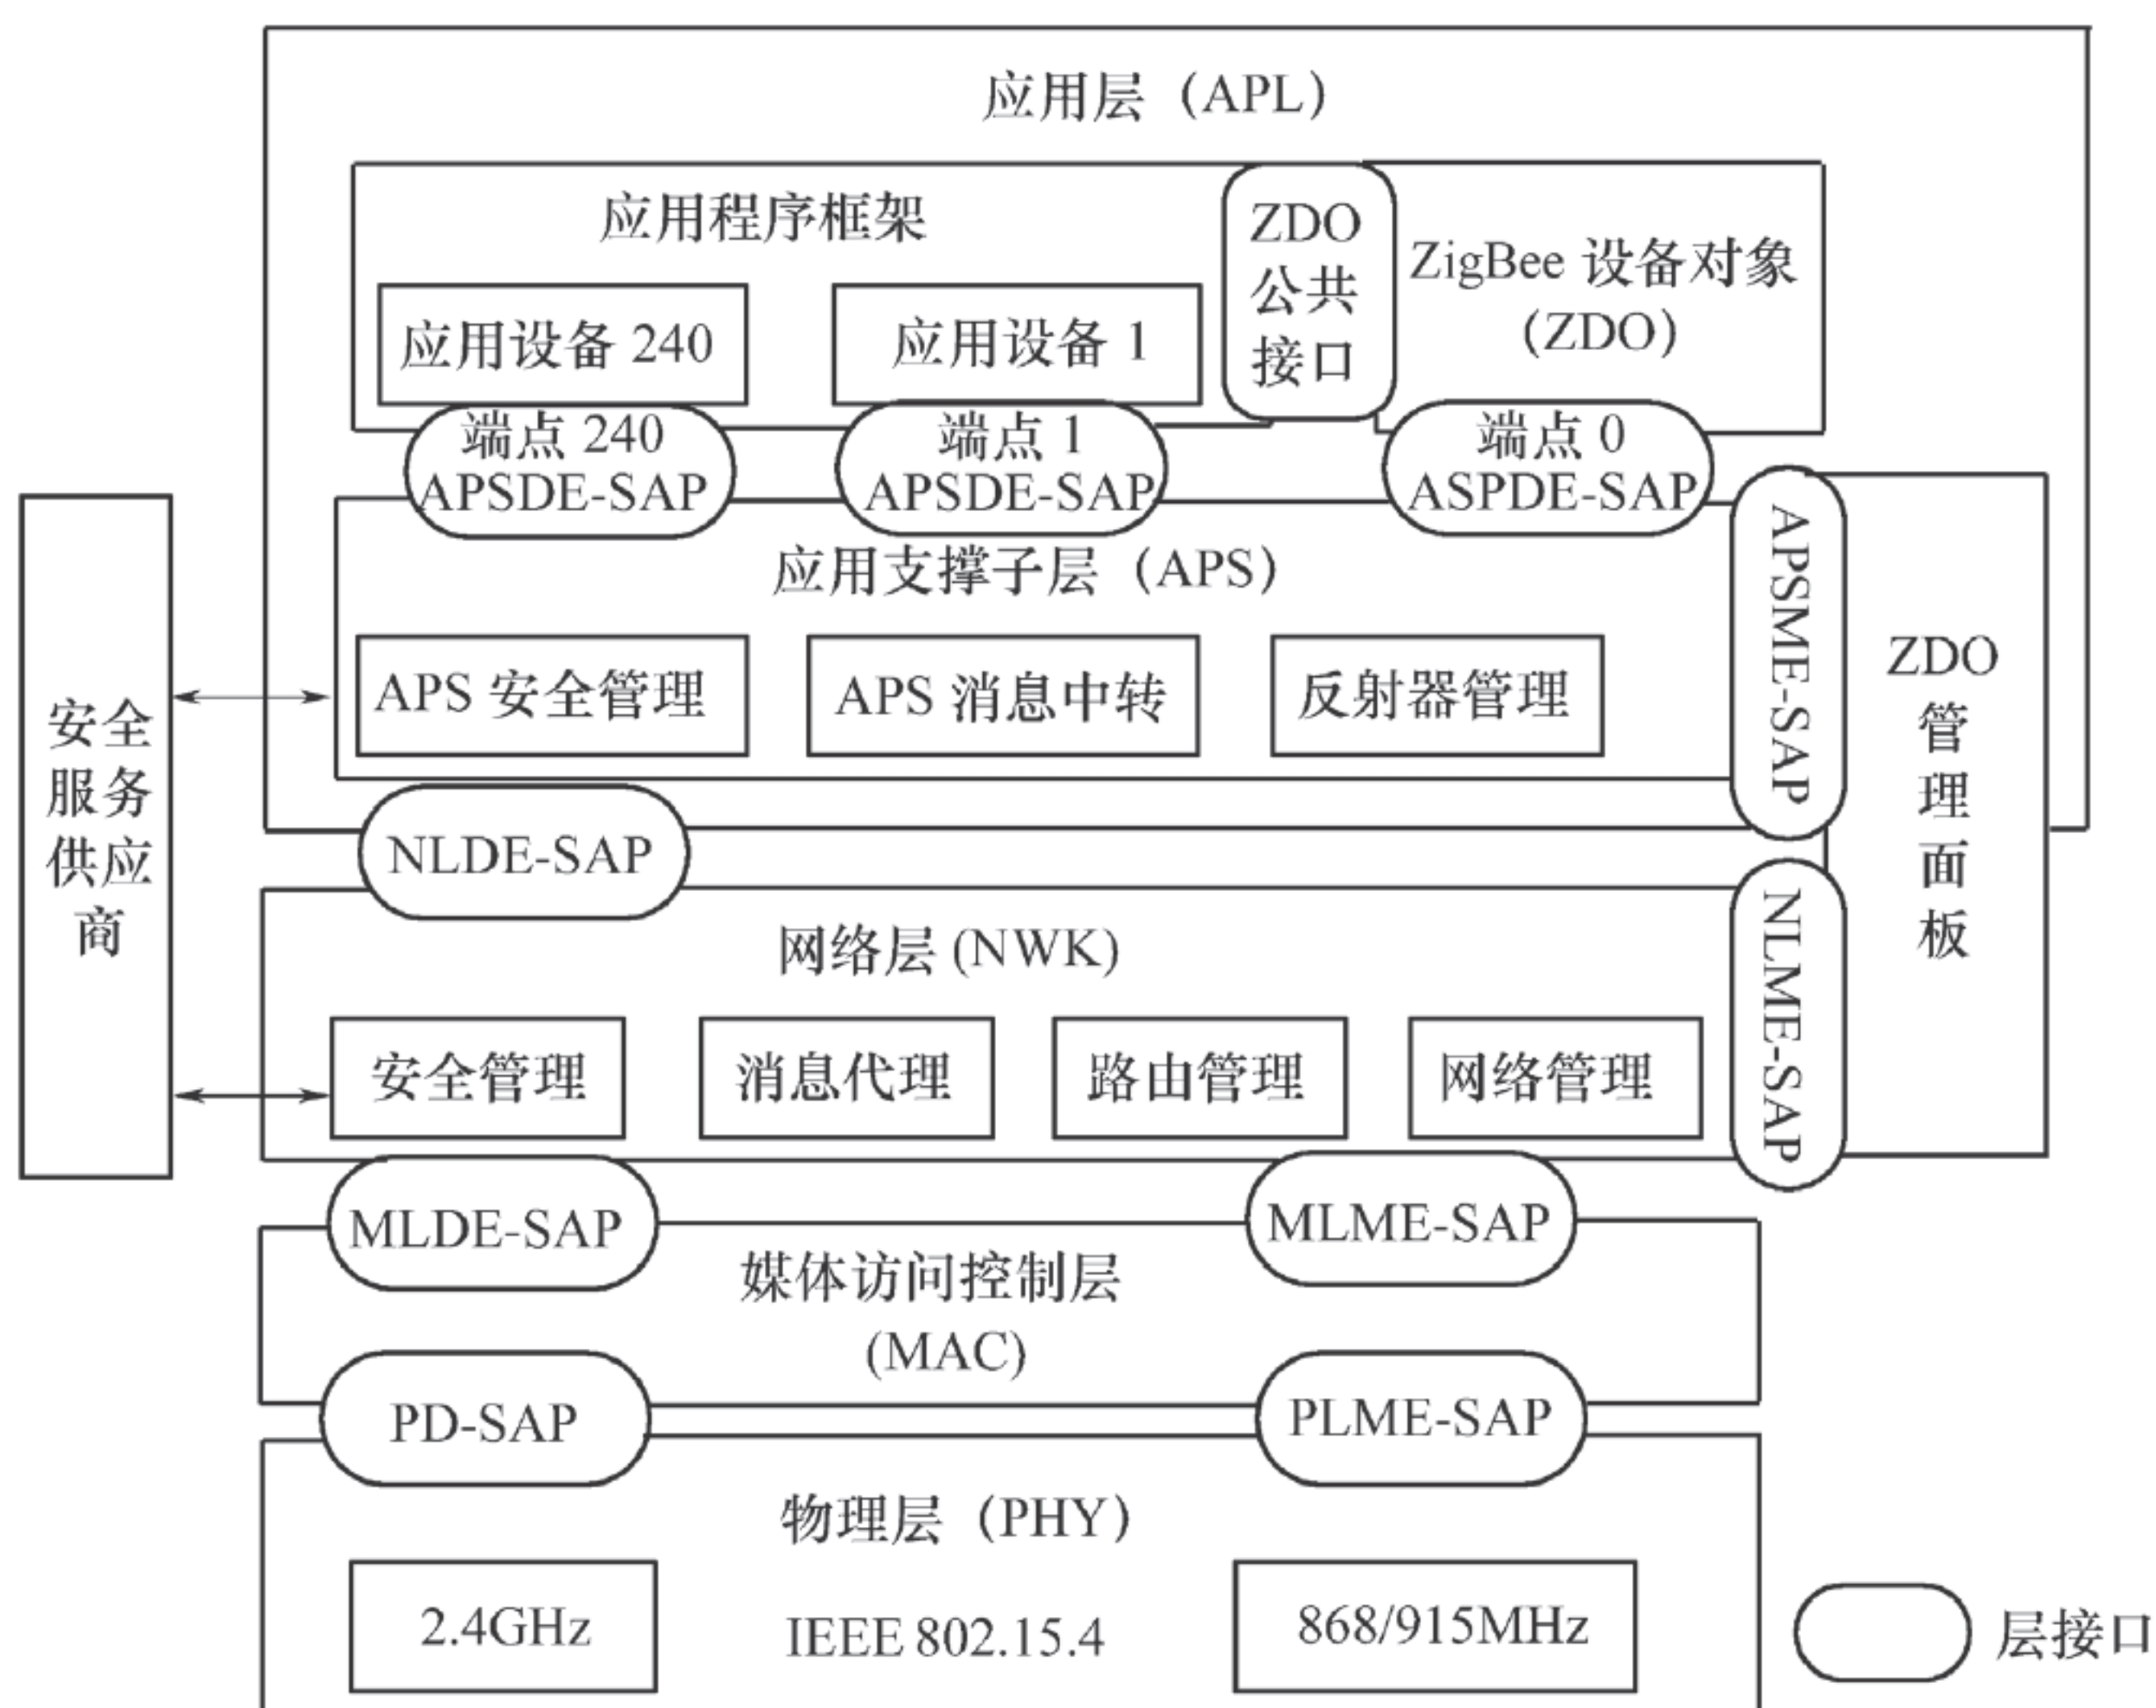 应用层（APL）
应用程序框架
ZDO
公共
接口
ZigBee 设备对象
（ZDO）
应用设备 240
应用设备 1
端点 240
APSDE-SAP
端点 1
APSDE-SAP
端点 0
ASPDE-SAP
应用支撑子层（APS）
APS 安全管理
APS 消息中转
反射器管理
APSME-SAP
ZDO
管
理
面
板
安全
服务
供应
商
NLDE-SAP
网络层 (NWK)
NLME-SAP
安全管理
消息代理
路由管理
网络管理
MLDE-SAP
MLME-SAP
媒体访问控制层
(MAC)
PD-SAP
PLME-SAP
物理层（PHY）
2.4GHz
IEEE 802.15.4
868/915MHz
层接口